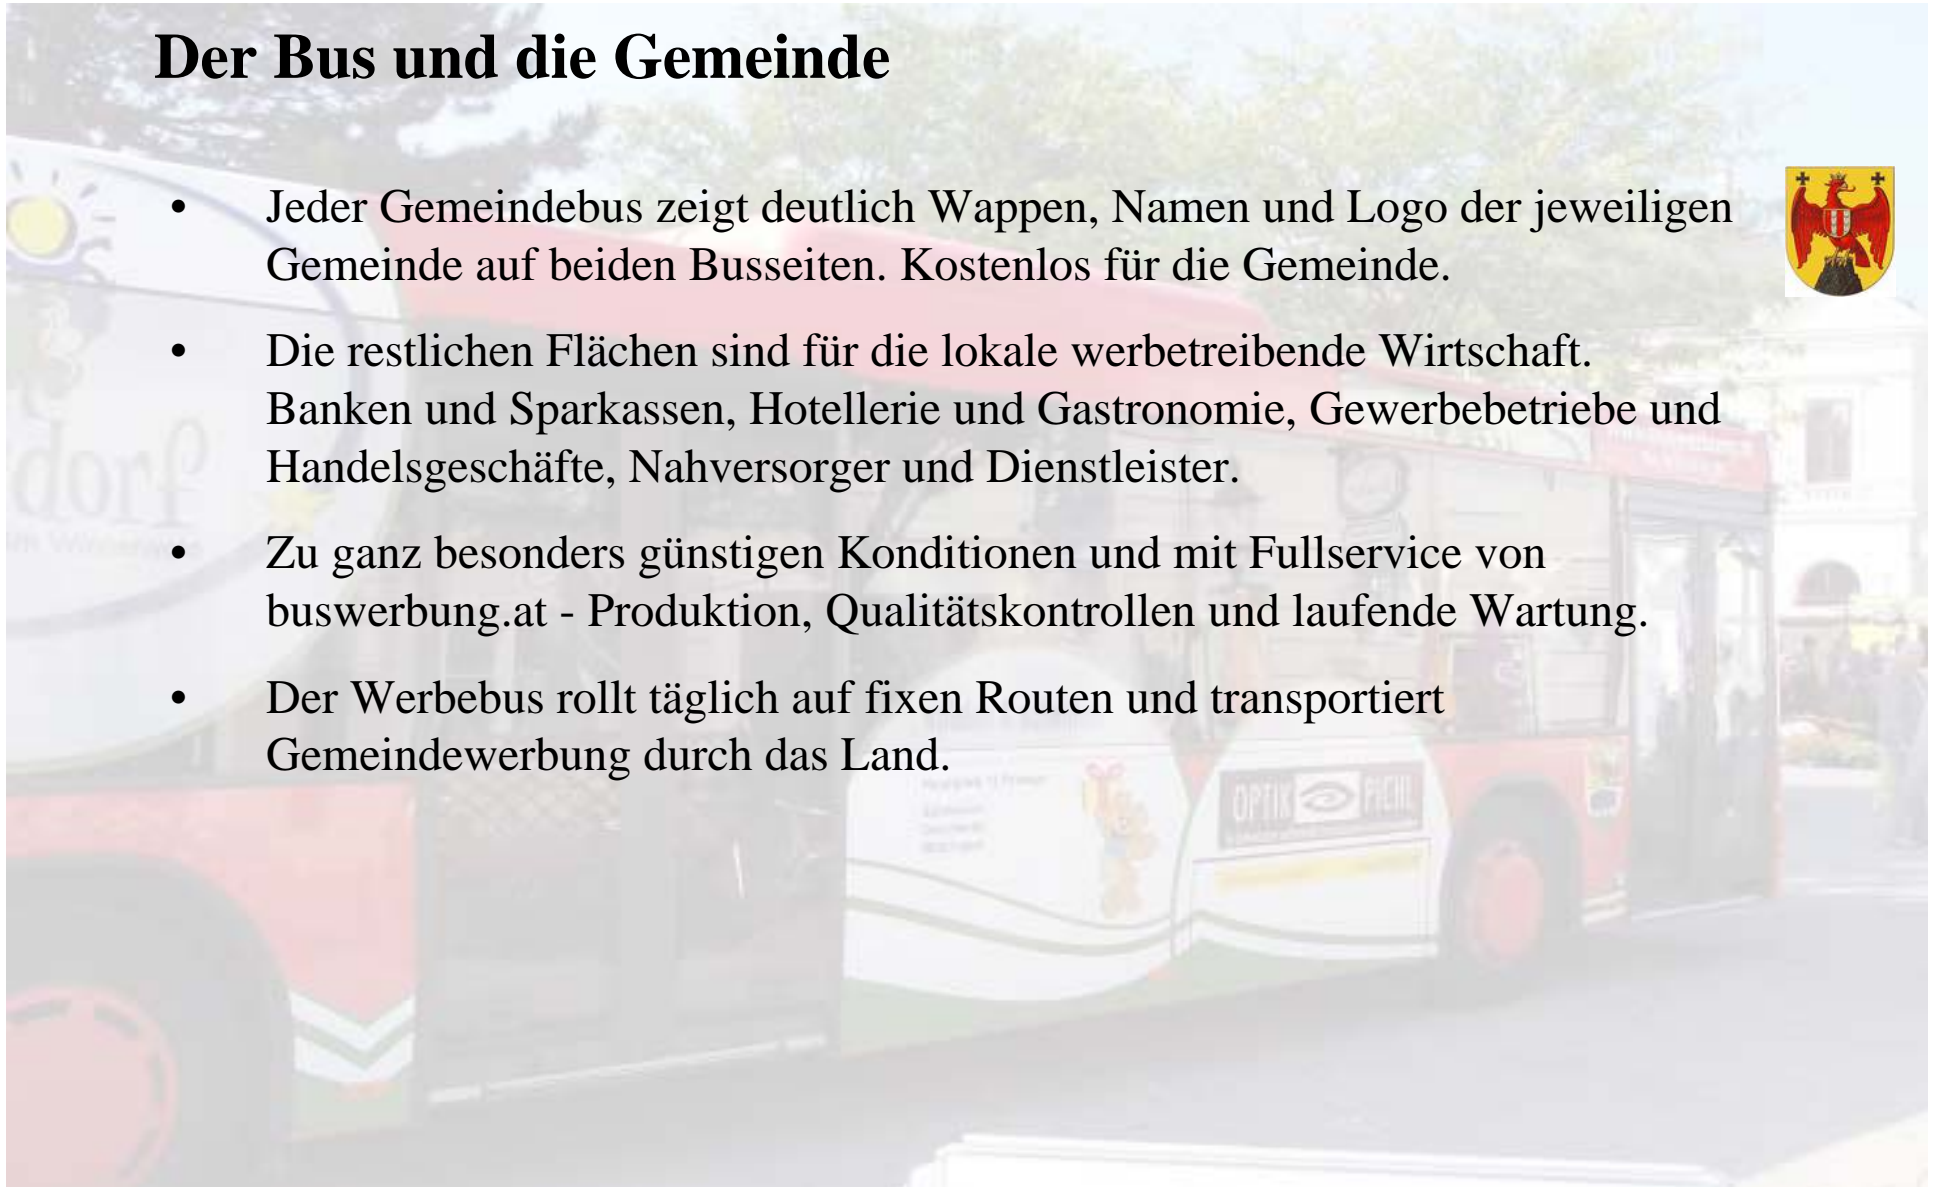 Der Bus und die Gemeinde
• Jeder Gemeindebus zeigt deutlich Wappen, Namen und Logo der jeweiligen
Gemeinde auf beiden Busseiten. Kostenlos für die Gemeinde.
• Die restlichen Flächen sind für die lokale werbetreibende Wirtschaft.
Banken und Sparkassen, Hotellerie und Gastronomie, Gewerbebetriebe und
Handelsgeschäfte, Nahversorger und Dienstleister.
• Zu ganz besonders günstigen Konditionen und mit Fullservice von
buswerbung.at - Produktion, Qualitätskontrollen und laufende Wartung.
• Der Werbebus rollt täglich auf fixen Routen und transportiert
Gemeindewerbung durch das Land.
dorf
OPTIK PICHL